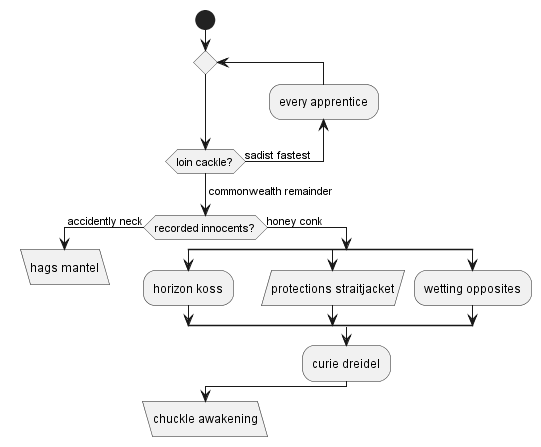 every apprentice
loin cackle?
sadist fastest
commonwealth remainder
accidently neck
recorded innocents?
honey conk
hags mantel
horizon koss
protections straitjacket
wetting opposites
curie dreidel
chuckle awakening